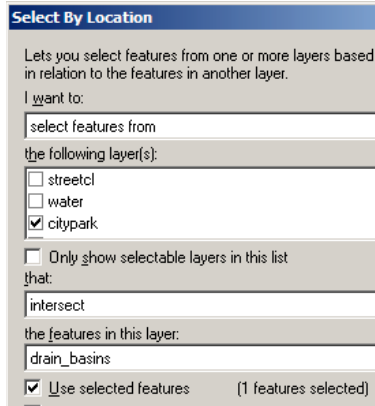 Select By Location
Lets you select features from one or more layers based
in relation to the features in another layer.
I want to:
select features from
the following layer(s):
streetcl
water
citypark
Only show selectable layers in this list
that:
intersect
the features in this layer:
drain_basins
Use selected features (1 features selected)